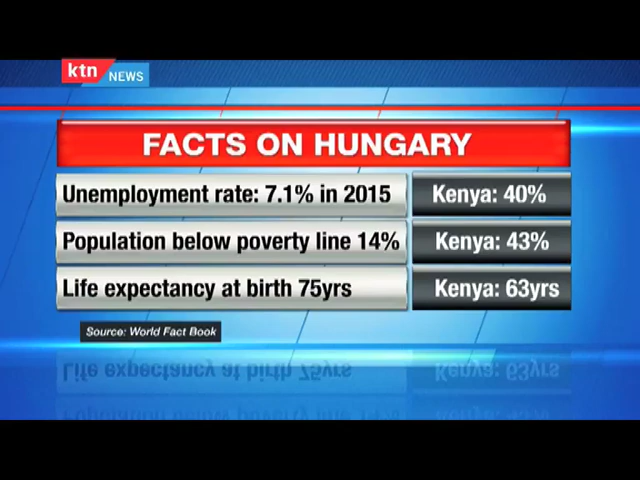 ktn NEWS
FACTS ON HUNGARY
Unemployment rate: 7.1% in 2015 Kenya: 40%
Population below poverty line 14% Kenya: 43%
Life expectancy at birth 75yrs Kenya: 63yrs
Source: World Fact Book